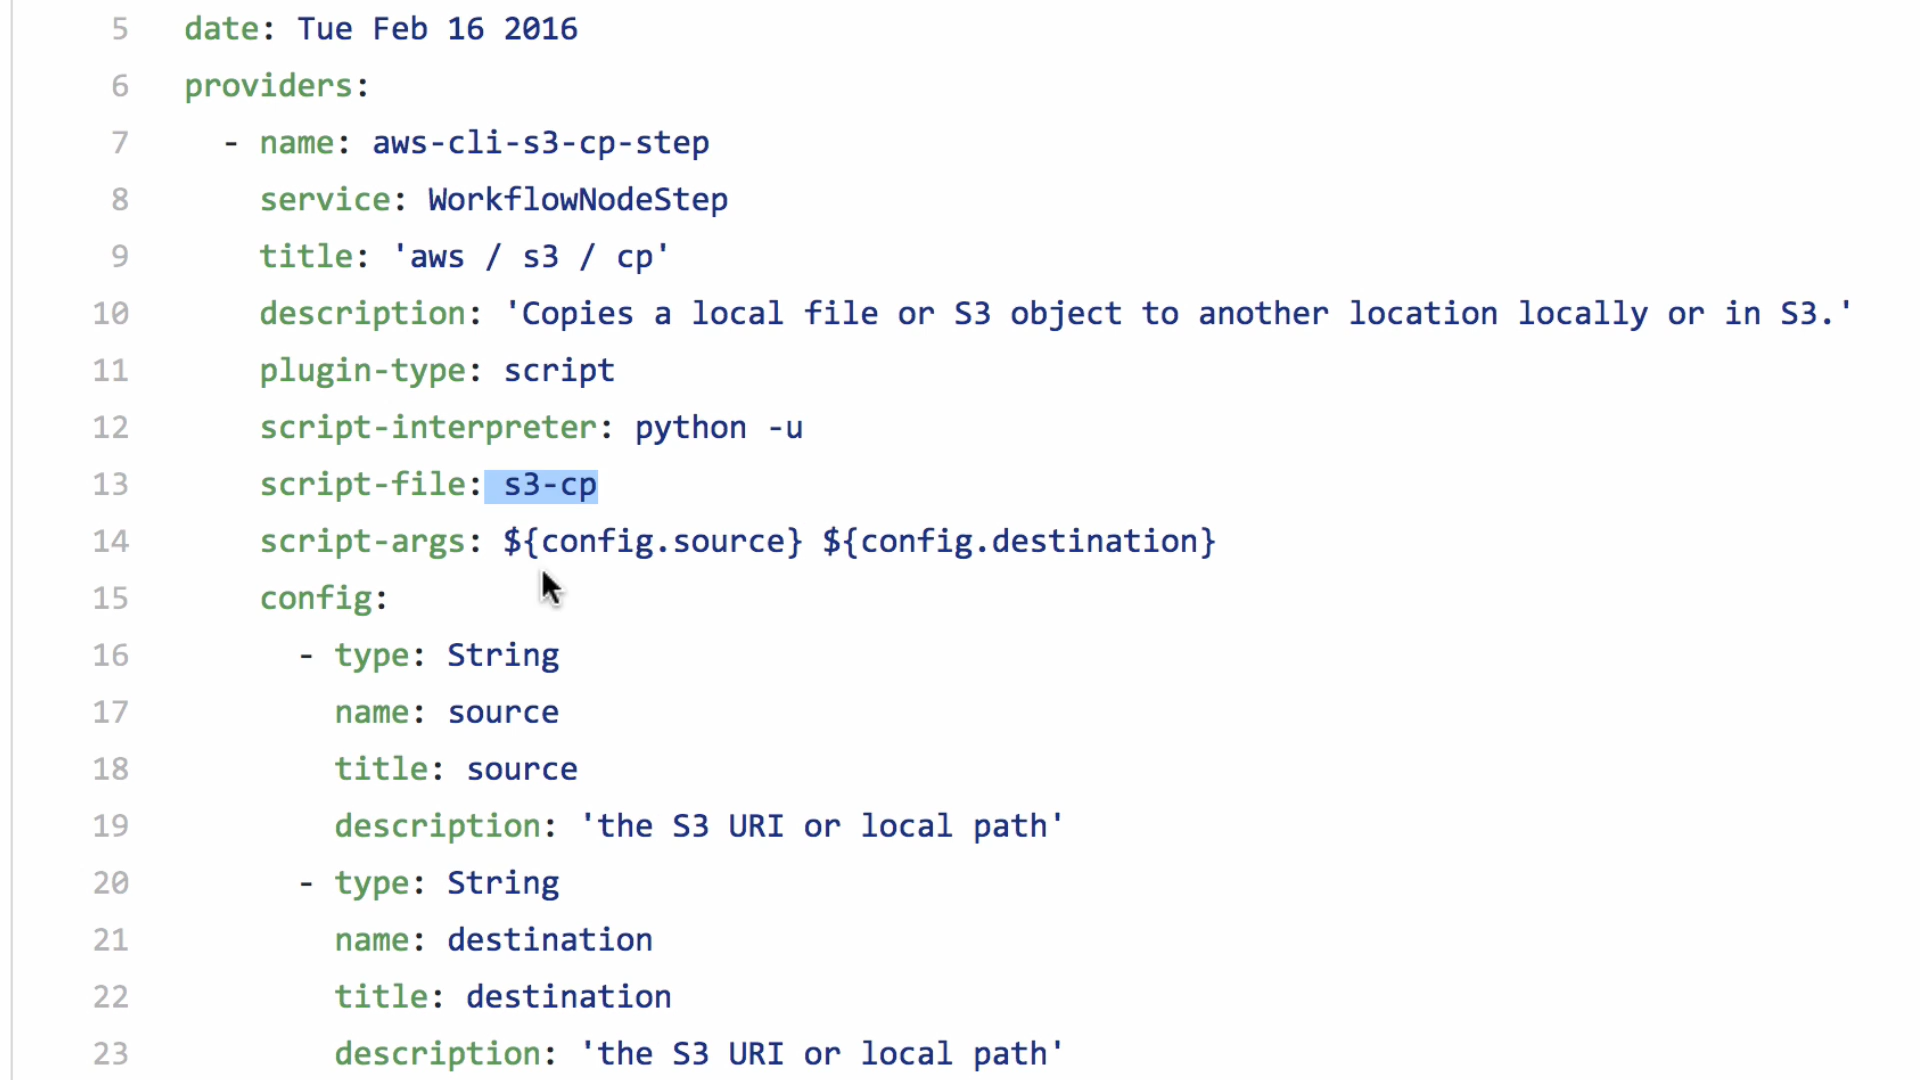 5 date: Tue Feb 16 2016
6 providers:
7 - name: aws-cli-s3-cp-step
8 service: WorkflowNodeStep
9 title: 'aws / s3 / cp'
10 description: 'Copies a local file or S3 object to another location locally or in S3.'
11 plugin-type: script
12 script-interpreter: python -u
13 script-file: s3-cp
14 script-args: ${config.source} ${config.destination}
15 config:
16 - type: String
17 name: source
18 title: source
19 description: 'the S3 URI or local path'
20 - type: String
21 name: destination
22 title: destination
23 description: 'the S3 URI or local path'